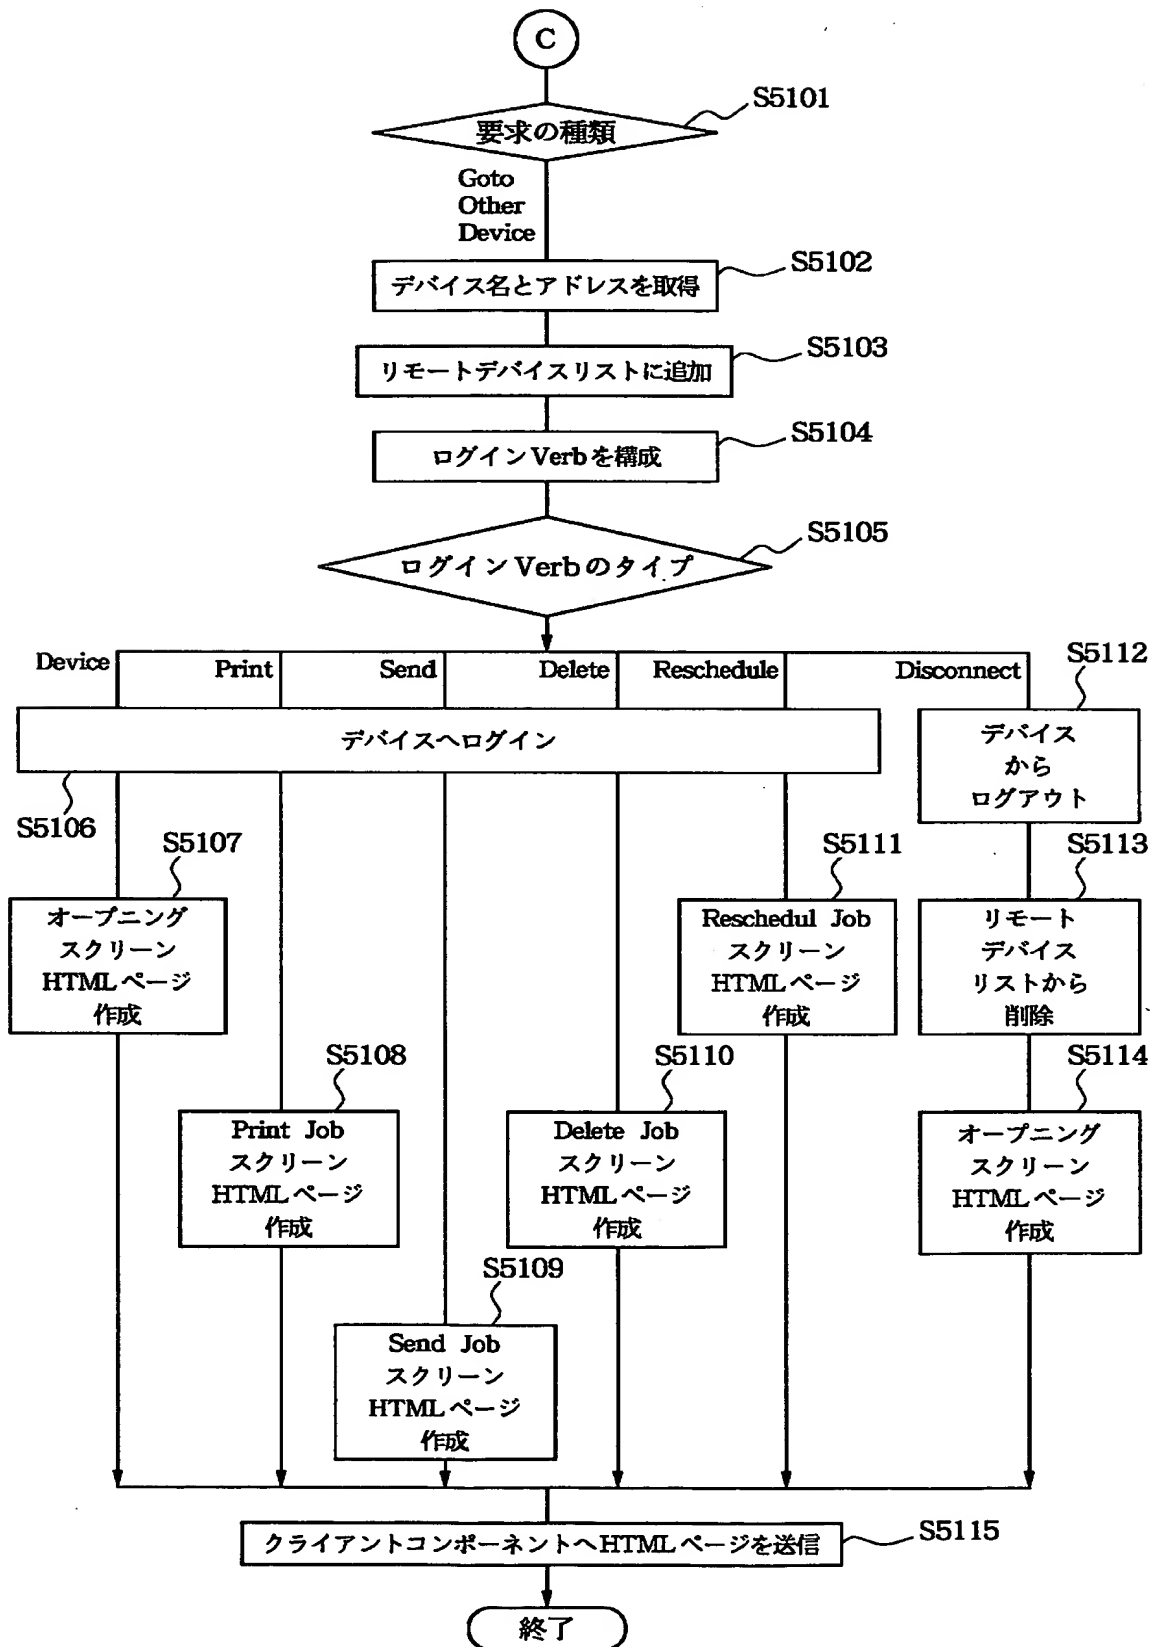 C
S5101
要求の種類
Goto
Other
Device
S5102
デバイス名とアドレスを取得
S5103
リモートデバイスリストに追加
S5104
ログインVerbを構成
S5105
ログインVerbのタイプ
Device
Print
Send
Delete
Reschedule
Disconnect
S5112
デバイスへログイン
デバイス
から
ログアウト
S5106
S5107
S5111
S5113
オープニング
スクリーン
HTMLページ
作成
Reschedul Job
スクリーン
HTMLページ
作成
リモート
デバイス
リストから
削除
S5108
S5110
S5114
Print Job
スクリーン
HTMLページ
作成
Delete Job
スクリーン
HTMLページ
作成
オープニング
スクリーン
HTMLページ
作成
S5109
Send Job
スクリーン
HTMLページ
作成
クライアントコンポーネントへHTMLページを送信
S5115
終了